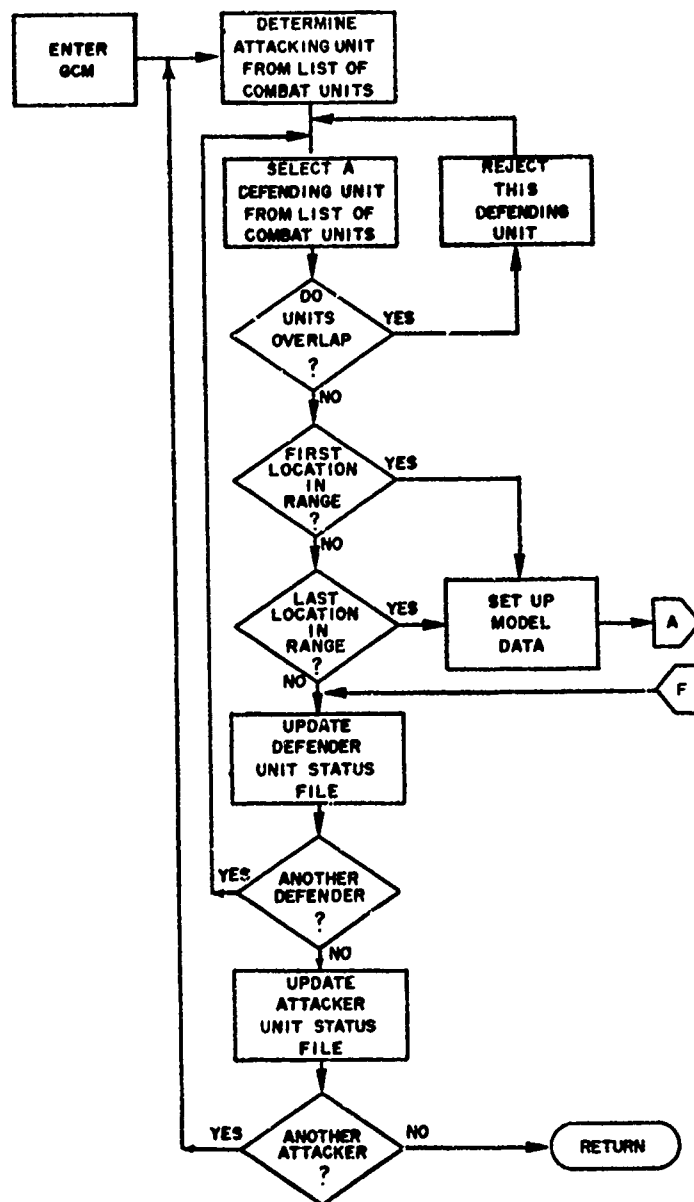 ENTER
GCM
DETERMINE
ATTACKING UNIT
FROM LIST OF
COMBAT UNITS
SELECT A
DEFENDING UNIT
FROM LIST OF
COMBAT UNITS
REJECT
THIS
DEFENDING
UNIT
DO
UNITS
OVERLAP
?
YES
NO
FIRST
LOCATION
IN
RANGE
?
YES
NO
LAST
LOCATION
IN
RANGE
?
YES
NO
SET UP
MODEL
DATA
A
F
UPDATE
DEFENDER
UNIT STATUS
FILE
YES
ANOTHER
DEFENDER
?
NO
UPDATE
ATTACKER
UNIT STATUS
FILE
YES
ANOTHER
ATTACKER
?
NO
RETURN